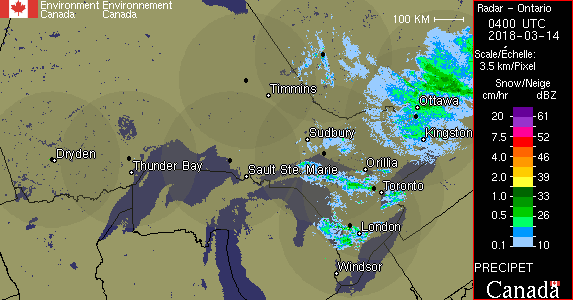 Environment Environnement
Canada Canada
100 KM
Radar - Ontario
0400 UTC
2018-03-14
Scale/Échelle:
3.5 km/Pixel
Snow/Neige
cm/hr dBZ
20 61
7.5 52
4.0 46
2.0 39
1.0 33
0.5 26
0.1 10
PRECIPET
Canada
Timmins
Ottawa
Sudbury
Kingston
Dryden
Thunder Bay
Sault Ste. Marie
Orillia
Toronto
London
Windsor